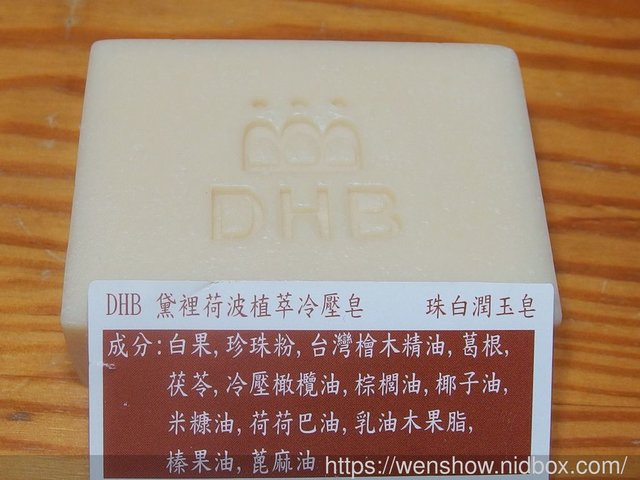 DHB
DHB 黛裡荷波植萃冷壓皂 珠白潤玉皂
成分:白果,珍珠粉,台灣檜木精油,葛根,
茯苓,冷壓橄欖油,棕櫚油,椰子油,
米糠油,荷荷巴油,乳油木果脂,
榛果油,蓖麻油
https://wenshow.nidbox.com/